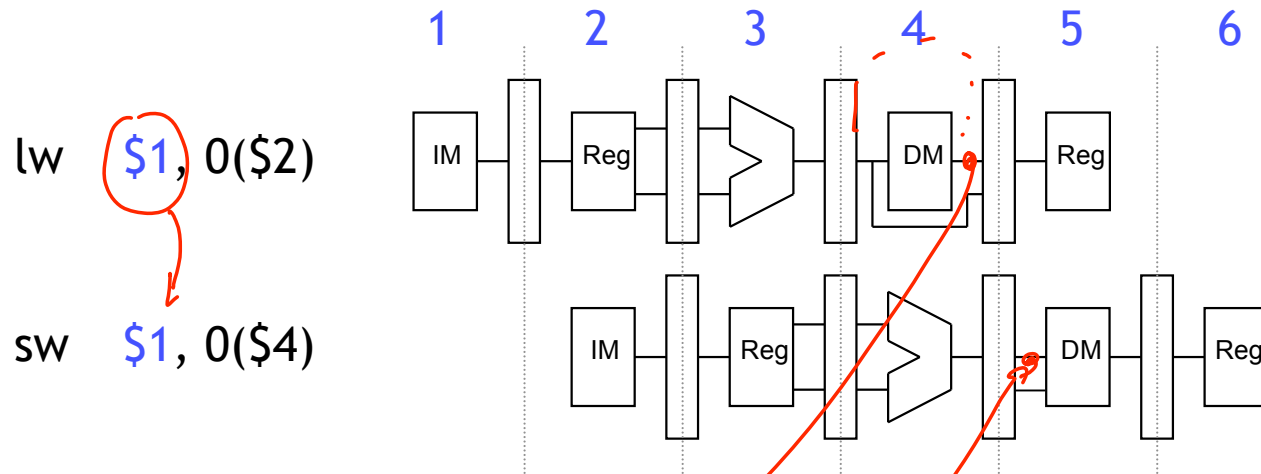 1 2 3 4 5 6
lw $1, 0($2) IM Reg DM Reg
sw $1, 0($4) IM Reg DM Reg